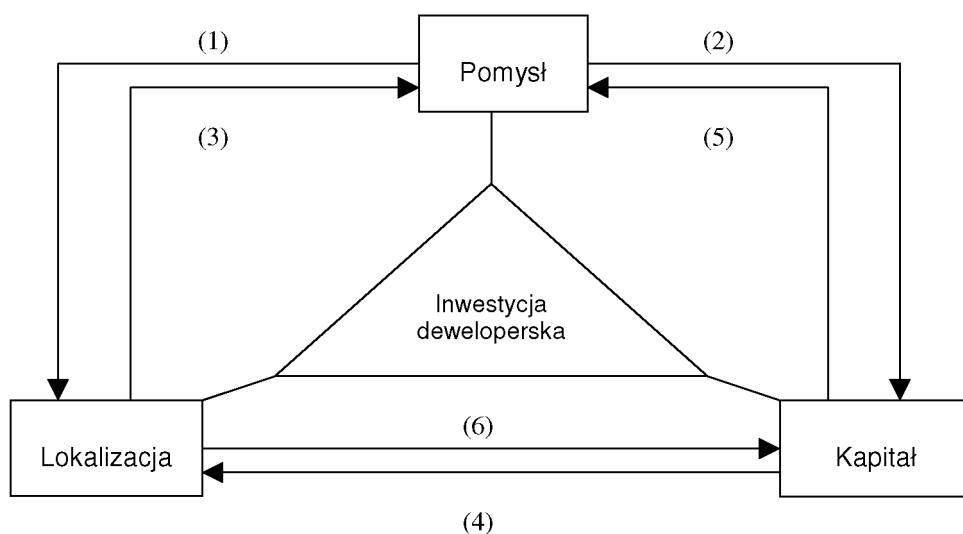 (1)
(2)
Pomysł
(3)
(5)
Inwestycja
deweloperska
Lokalizacja
(6)
Kapitał
(4)